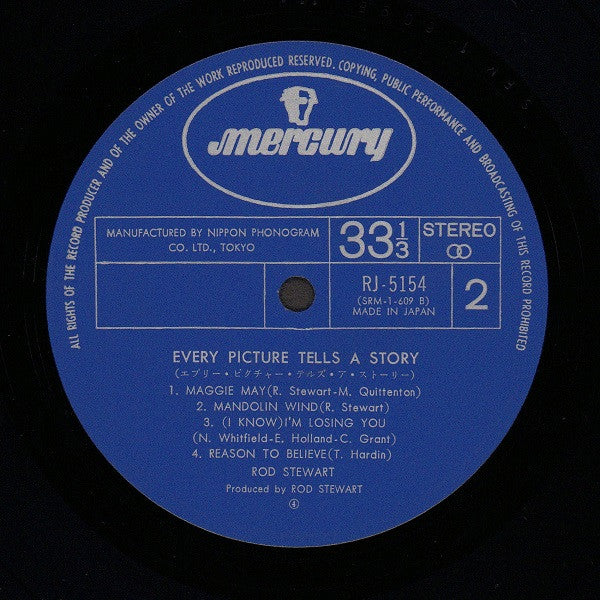 ALL RIGHTS OF THE RECORD PRODUCER AND OF THE OWNER OF THE WORK REPRODUCED RESERVED. COPYING, PUBLIC PERFORMANCE AND BROADCASTING OF THIS RECORD PROHIBITED
mercury
MANUFACTURED BY NIPPON PHONOGRAM
CO. LTD., TOKYO
33 1/3
STEREO
RJ-5154
(SRM-1-609 B)
MADE IN JAPAN
2
EVERY PICTURE TELLS A STORY
(エブリー・ピクチャー・テルズ・ア・ストーリー)
1. MAGGIE MAY(R. Stewart-M. Quittenton)
2. MANDOLIN WIND(R. Stewart)
3. (I KNOW)I'M LOSING YOU
(N. Whitfield-E. Holland-C. Grant)
4. REASON TO BELIEVE(T. Hardin)
ROD STEWART
Produced by ROD STEWART
④